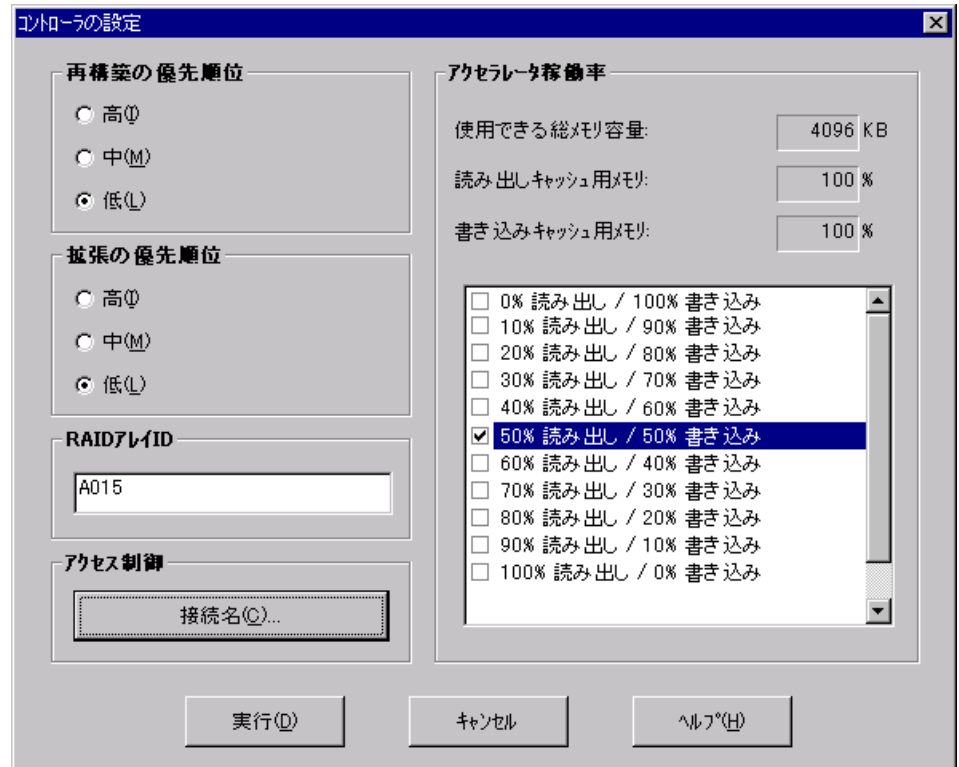 コントローラの設定
再構築の優先順位
高(I)
中(M)
低(L)
拡張の優先順位
高(I)
中(M)
低(L)
RAIDアレイID
A015
アクセス制御
接続名(C)...
アクセラレータ稼働率
使用できる総メモリ容量: 4096 KB
読み出しキャッシュ用メモリ: 100 %
書き込みキャッシュ用メモリ: 100 %
0% 読み出し / 100% 書き込み
10% 読み出し / 90% 書き込み
20% 読み出し / 80% 書き込み
30% 読み出し / 70% 書き込み
40% 読み出し / 60% 書き込み
50% 読み出し / 50% 書き込み
60% 読み出し / 40% 書き込み
70% 読み出し / 30% 書き込み
80% 読み出し / 20% 書き込み
90% 読み出し / 10% 書き込み
100% 読み出し / 0% 書き込み
実行(D) キャンセル ヘルプ(H)